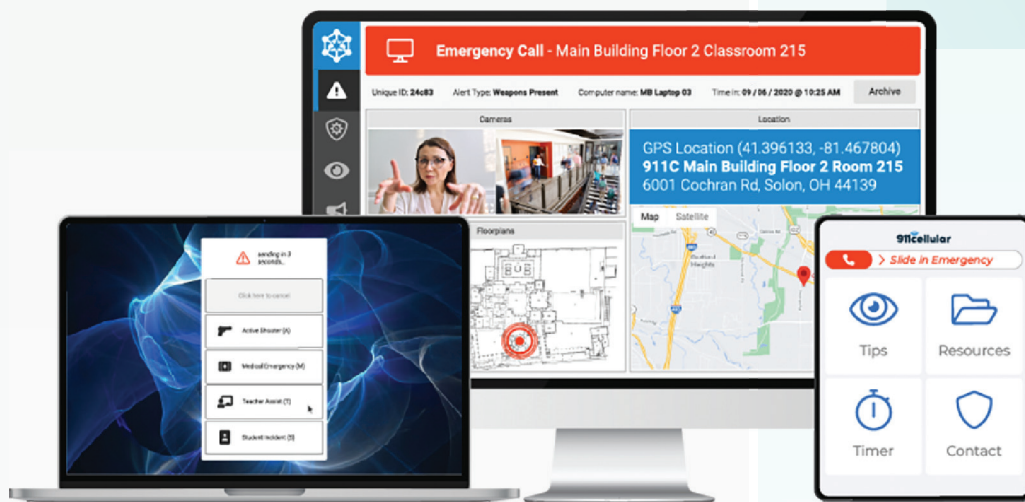 Emergency Call - Main Building Floor 2 Classroom 215
Unique ID: 24c83 Alert Type: Weapons Present Computer name: MB Laptop 03 Time in: 09 / 06 / 2020 @ 10:25 AM Archive
Cameras
Location
GPS Location (41.396133, -81.467804)
911C Main Building Floor 2 Room 215
6001 Cochran Rd, Solon, OH 44139
Map Satellite
Bedford
Heights
Floorplans
sending in 3
seconds..
Click here to cancel
Active Shooter (A)
Medical Emergency (M)
Teacher Assist (T)
Student Incident (S)
911cellular
> Slide in Emergency
Tips
Resources
Timer
Contact